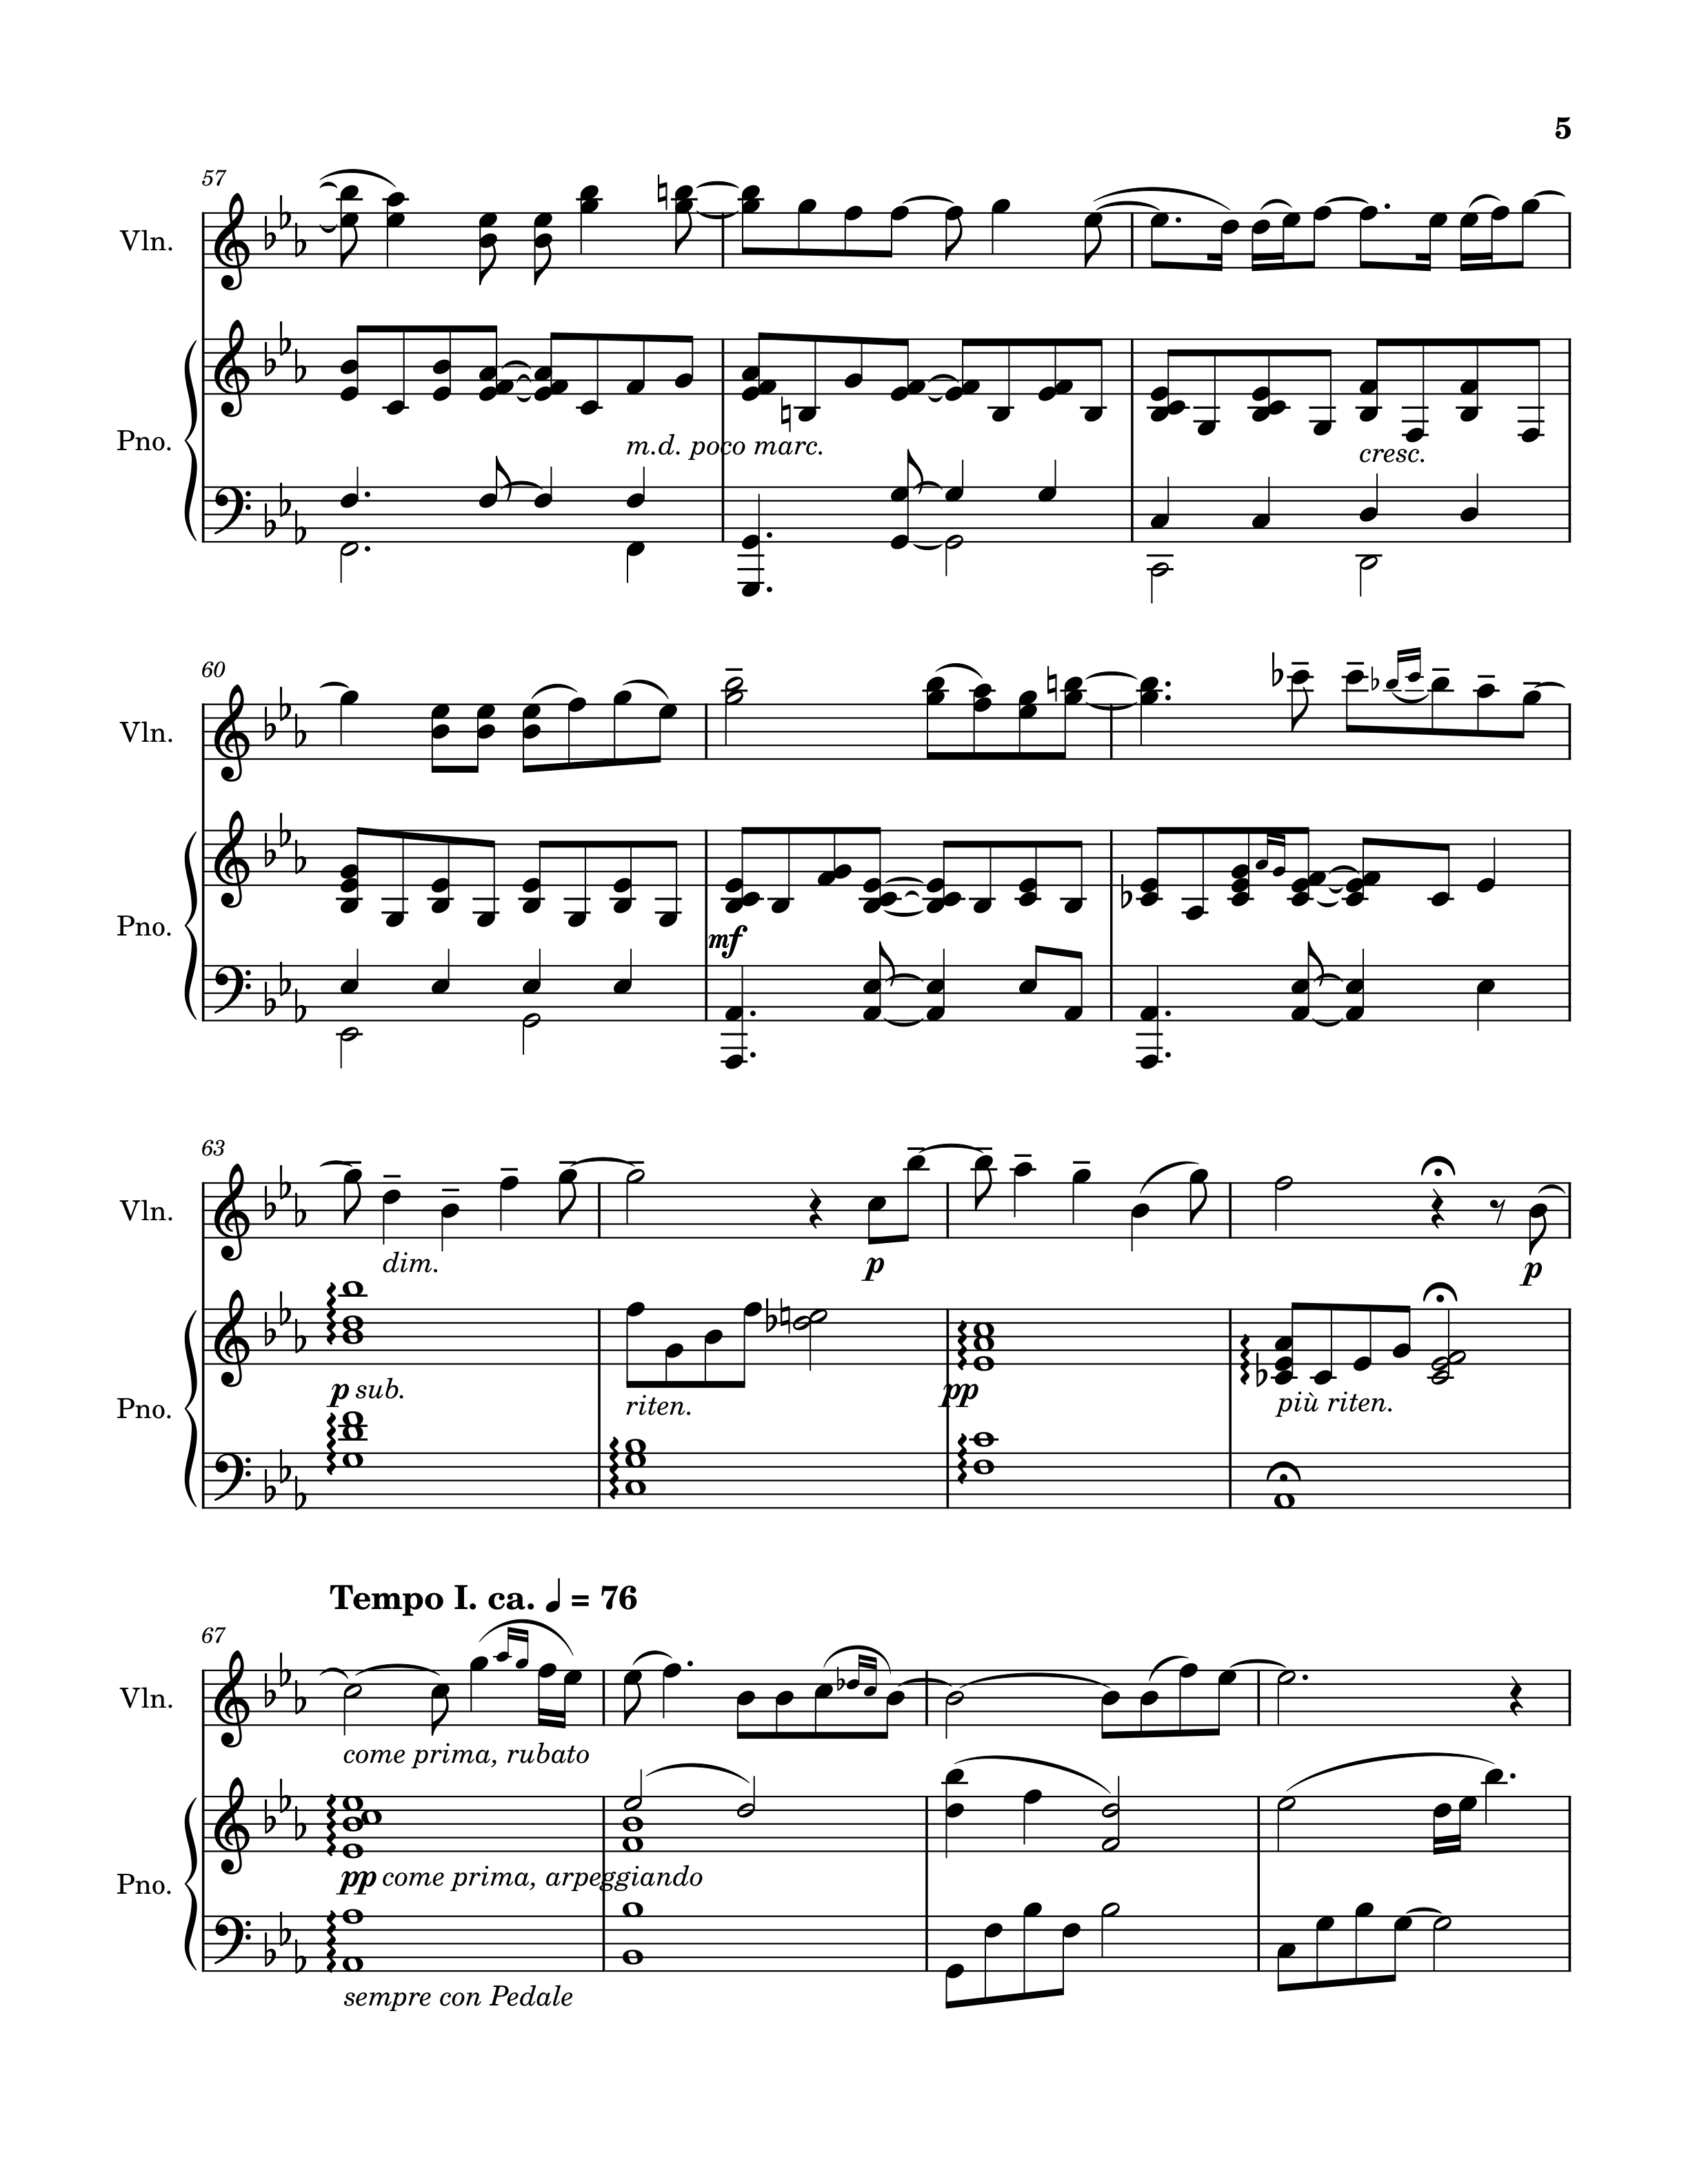 5
57
Vln.
Pno.
m.d. poco marc.
cresc.
60
Vln.
Pno.
mf
63
Vln.
dim.
p
p
Pno.
p sub.
riten.
pp
più riten.
Tempo I. ca. ♩ = 76
67
Vln.
come prima, rubato
Pno.
pp come prima, arpeggiando
sempre con Pedale